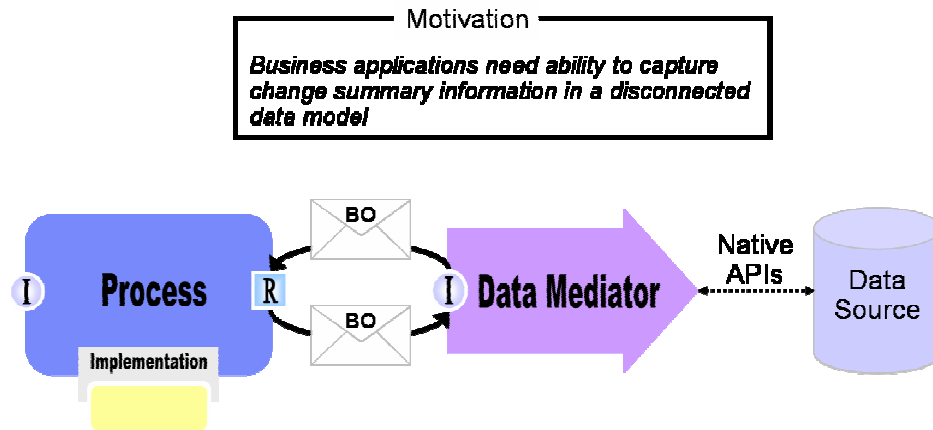 Motivation
Business applications need ability to capture
change summary information in a disconnected
data model
BO
I
Process
R
I
Data Mediator
Native
APIs
Data
Source
BO
Implementation